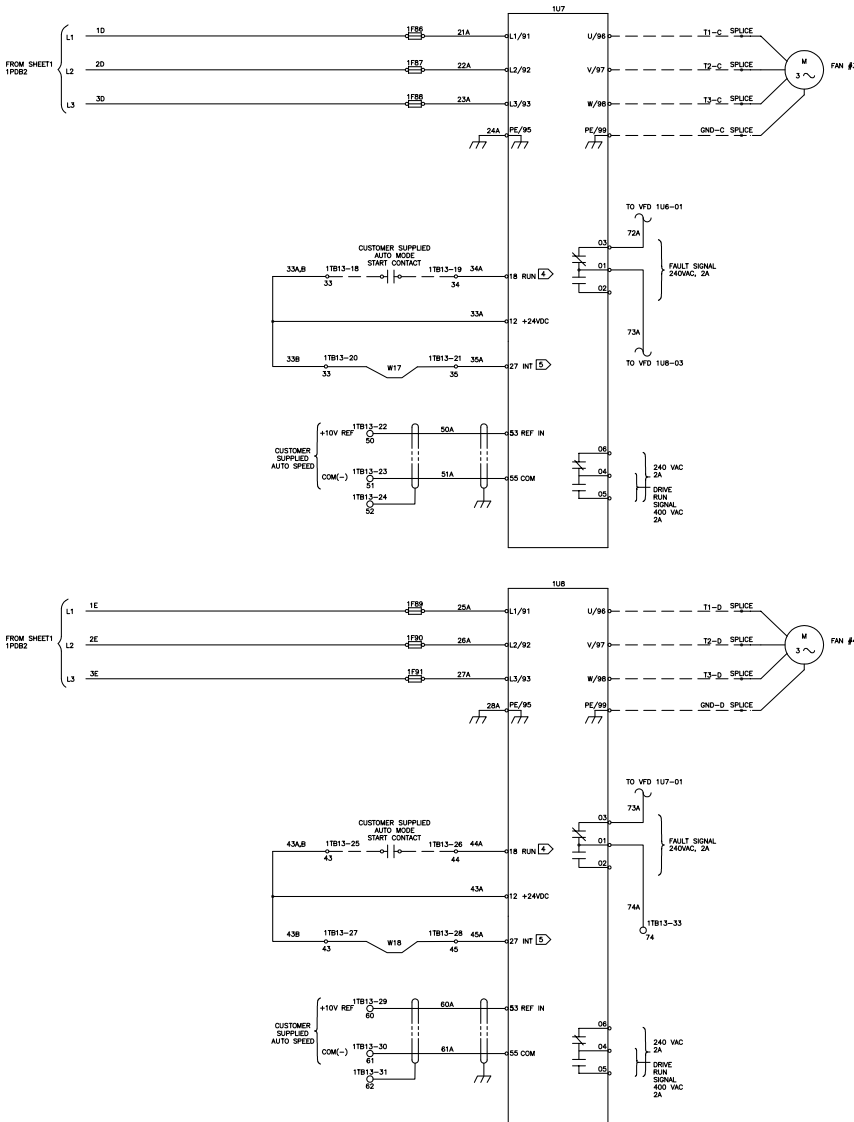 1U7
L1 1D 1F86 21A L1/91 U/96 T1-C SPLICE
FROM SHEET1
1PDB2
L2 2D 1F87 22A L2/92 V/97 T2-C SPLICE
M
3
FAN #
L3 3D 1F88 23A L3/93 W/98 T3-C SPLICE
24A PE/95 PE/99 GND-C SPLICE
TO VFD 1U6-01
72A
CUSTOMER SUPPLIED
AUTO MODE
START CONTACT
33A,B 1TB13-18 1TB13-19 34A
33 34
18 RUN 4
03
01
02
FAULT SIGNAL
240VAC, 2A
33A 12 +24VDC
73A
TO VFD 1U8-03
33B 1TB13-20 W17 1TB13-21 35A
33 35
27 INT 5
CUSTOMER
SUPPLIED
AUTO SPEED
+10V REF 1TB13-22 50A 53 REF IN
50
COM(-) 1TB13-23 51A 55 COM
51
1TB13-24
52
06
04
05
240 VAC
2A
DRIVE
RUN
SIGNAL
400 VAC
2A
1U8
L1 1E 1F89 25A L1/91 U/96 T1-D SPLICE
FROM SHEET1
1PDB2
L2 2E 1F90 26A L2/92 V/97 T2-D SPLICE
M
3
FAN #
L3 3E 1F91 27A L3/93 W/98 T3-D SPLICE
28A PE/95 PE/99 GND-D SPLICE
TO VFD 1U7-01
73A
CUSTOMER SUPPLIED
AUTO MODE
START CONTACT
43A,B 1TB13-25 1TB13-26 44A
43 44
18 RUN 4
03
01
02
FAULT SIGNAL
240VAC, 2A
43A 12 +24VDC
74A
1TB13-33
74
43B 1TB13-27 W18 1TB13-28 45A
43 45
27 INT 5
CUSTOMER
SUPPLIED
AUTO SPEED
+10V REF 1TB13-29 60A 53 REF IN
60
COM(-) 1TB13-30 61A 55 COM
61
1TB13-31
62
06
04
05
240 VAC
2A
DRIVE
RUN
SIGNAL
400 VAC
2A